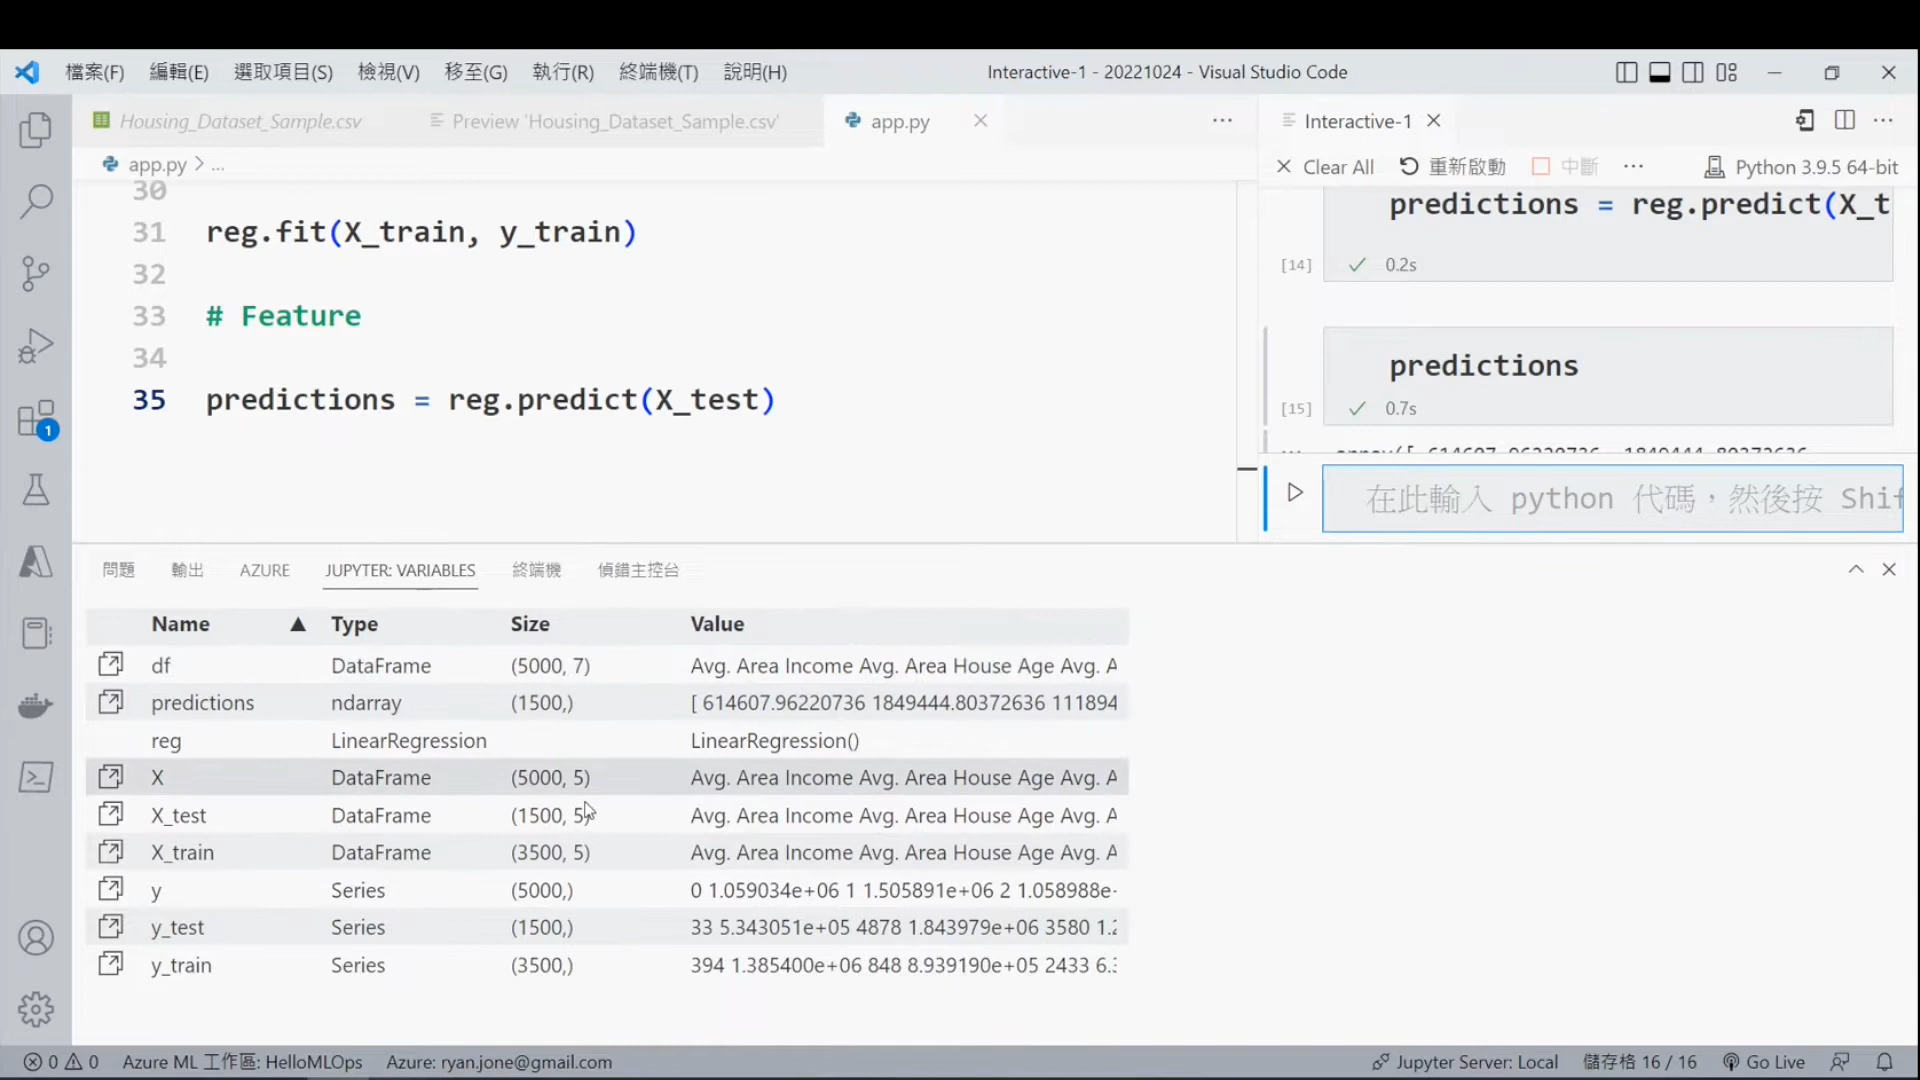 檔案(F) 編輯(E) 選取項目(S) 檢視(V) 移至(G) 執行(R) 終端機(T) 說明(H) Interactive-1 - 20221024 - Visual Studio Code
Housing_Dataset_Sample.csv Preview 'Housing_Dataset_Sample.csv' app.py ... Interactive-1 ...
app.py > ...
Clear All 重新啟動 中斷 ... Python 3.9.5 64-bit
30
31 reg.fit(X_train, y_train)
32
33 # Feature
34
35 predictions = reg.predict(X_test)
predictions = reg.predict(X_t
[14] 0.2s
predictions
[15] 0.7s
array([ 614607.96220736 1849444.80372636
在此輸入 python 代碼，然後按 Shif
1
問題 輸出 AZURE JUPYTER: VARIABLES 終端機 偵錯主控台
Name ▲ Type Size Value
df DataFrame (5000, 7) Avg. Area Income Avg. Area House Age Avg. A
predictions ndarray (1500,) [ 614607.96220736 1849444.80372636 111894
reg LinearRegression LinearRegression()
X DataFrame (5000, 5) Avg. Area Income Avg. Area House Age Avg. A
X_test DataFrame (1500, 5) Avg. Area Income Avg. Area House Age Avg. A
X_train DataFrame (3500, 5) Avg. Area Income Avg. Area House Age Avg. A
y Series (5000,) 0 1.059034e+06 1 1.505891e+06 2 1.058988e-
y_test Series (1500,) 33 5.343051e+05 4878 1.843979e+06 3580 1.2
y_train Series (3500,) 394 1.385400e+06 848 8.939190e+05 2433 6.3
0 0 Azure ML 工作區: HelloMLOps Azure: ryan.jone@gmail.com Jupyter Server: Local 儲存格 16 / 16 Go Live